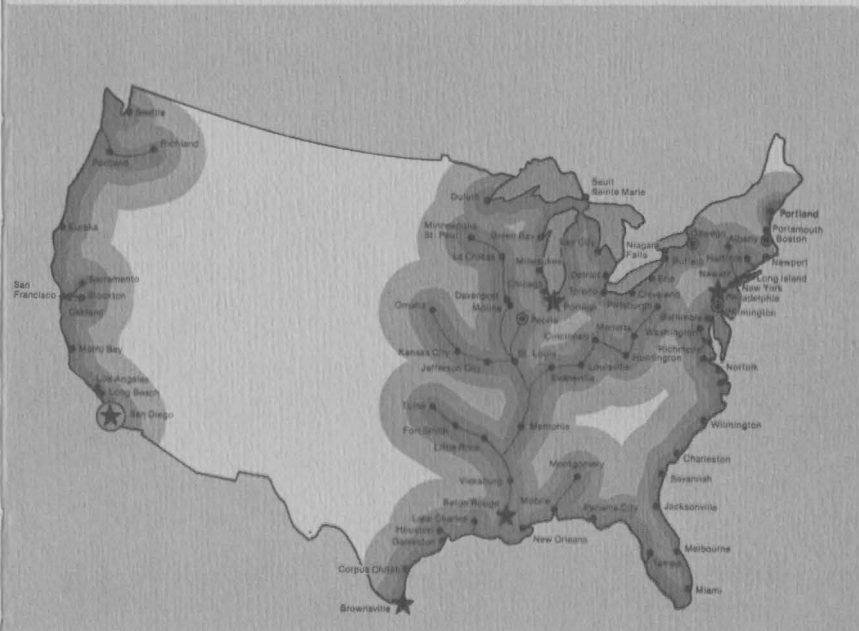 Seattle
Richland
Portland
Eureka
Sacramento
San
Francisco
Stockton
Oakland
Morro Bay
Los Angeles
Long Beach
San Diego
Duluth
Sault
Sainte Marie
Minneapolis
St. Paul
Green Bay
Bay City
La Crosse
Milwaukee
Detroit
Chicago
Toledo
Portage
Davenport
Moline
Peoria
Omaha
Kansas City
Jefferson City
St. Louis
Cincinnati
Marietta
Huntington
Louisville
Evansville
Niagara
Falls
Buffalo
Erie
Cleveland
Pittsburgh
Oswego
Albany
Hartford
Newark
Portland
Portsmouth
Boston
Newport
Long Island
New York
Philadelphia
Wilmington
Baltimore
Washington
Richmond
Norfolk
Wilmington
Charleston
Savannah
Jacksonville
Melbourne
Tampa
Miami
Tulsa
Fort Smith
Little Rock
Memphis
Vicksburg
Montgomery
Mobile
Panama City
Baton Rouge
New Orleans
Lake Charles
Houston
Galveston
Corpus Christi
Brownsville